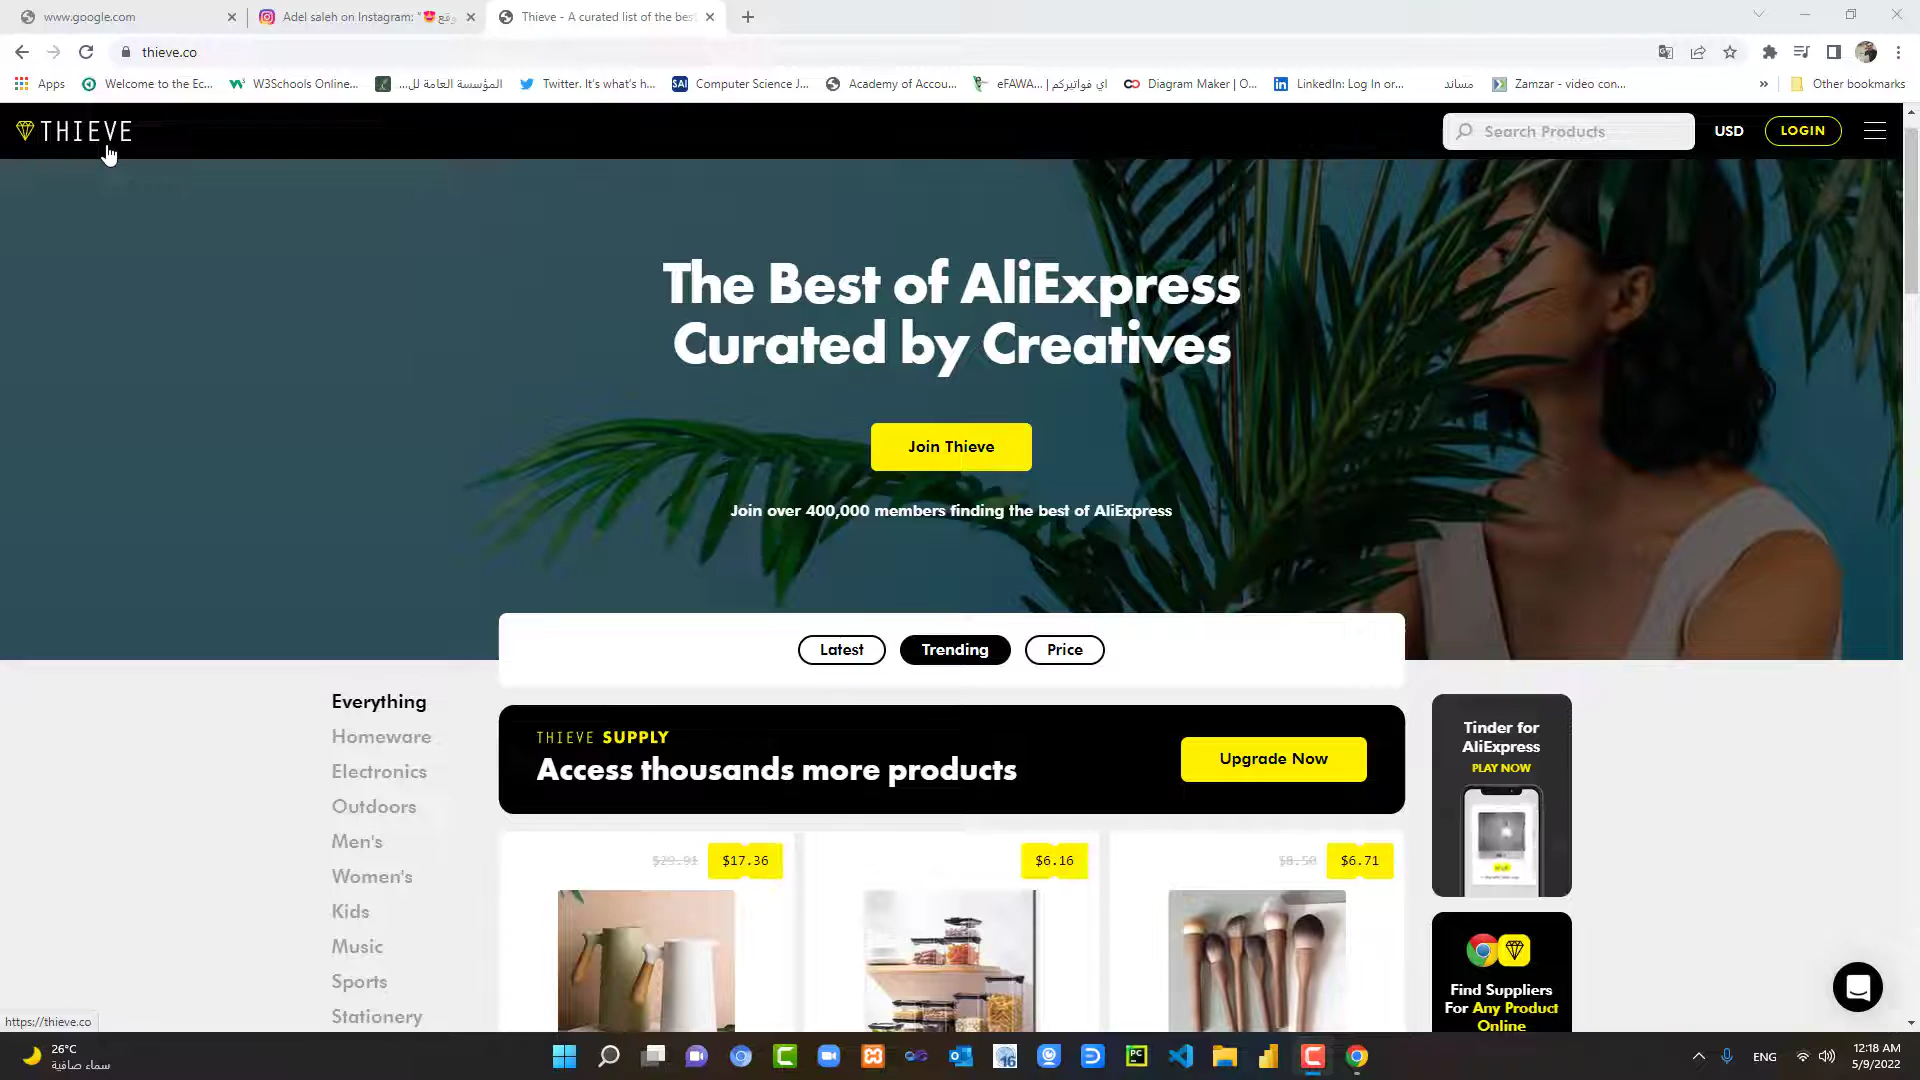 www.google.com
Adel saleh on Instagram: "😍 وقع
Thieve - A curated list of the bes
thieve.co
Apps
Welcome to the Ec...
W3Schools Online...
المؤسسة العامة لل...
Twitter. It's what's h...
SAI
Computer Science J...
Academy of Accou...
اي فواتيركم | eFAWA...
Diagram Maker | O...
LinkedIn: Log In or...
مساند
Zamzar - video con...
»
Other bookmarks
THIEVE
Search Products
USD
LOGIN
The Best of AliExpress
Curated by Creatives
Join Thieve
Join over 400,000 members finding the best of AliExpress
Latest
Trending
Price
Everything
Homeware
Electronics
Outdoors
Men's
Women's
Kids
Music
Sports
Stationery
THIEVE SUPPLY
Access thousands more products
Upgrade Now
$29.91
$17.36
$6.16
$8.50
$6.71
Tinder for
AliExpress
PLAY NOW
Find Suppliers
For Any Product
Online
https://thieve.co
26°C
سماء صافية
16
PC
ENG
12:18 AM
5/9/2022